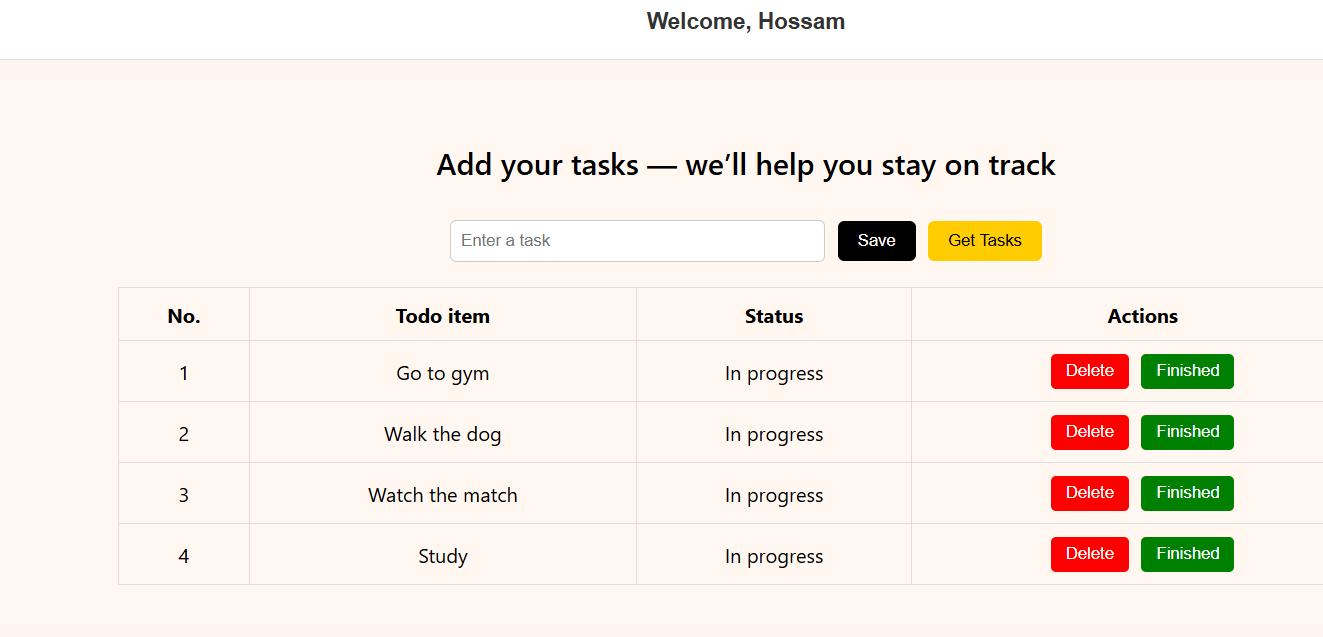 Welcome, Hossam
Add your tasks — we’ll help you stay on track
Enter a task Save Get Tasks
No. Todo item Status Actions
1 Go to gym In progress Delete Finished
2 Walk the dog In progress Delete Finished
3 Watch the match In progress Delete Finished
4 Study In progress Delete Finished